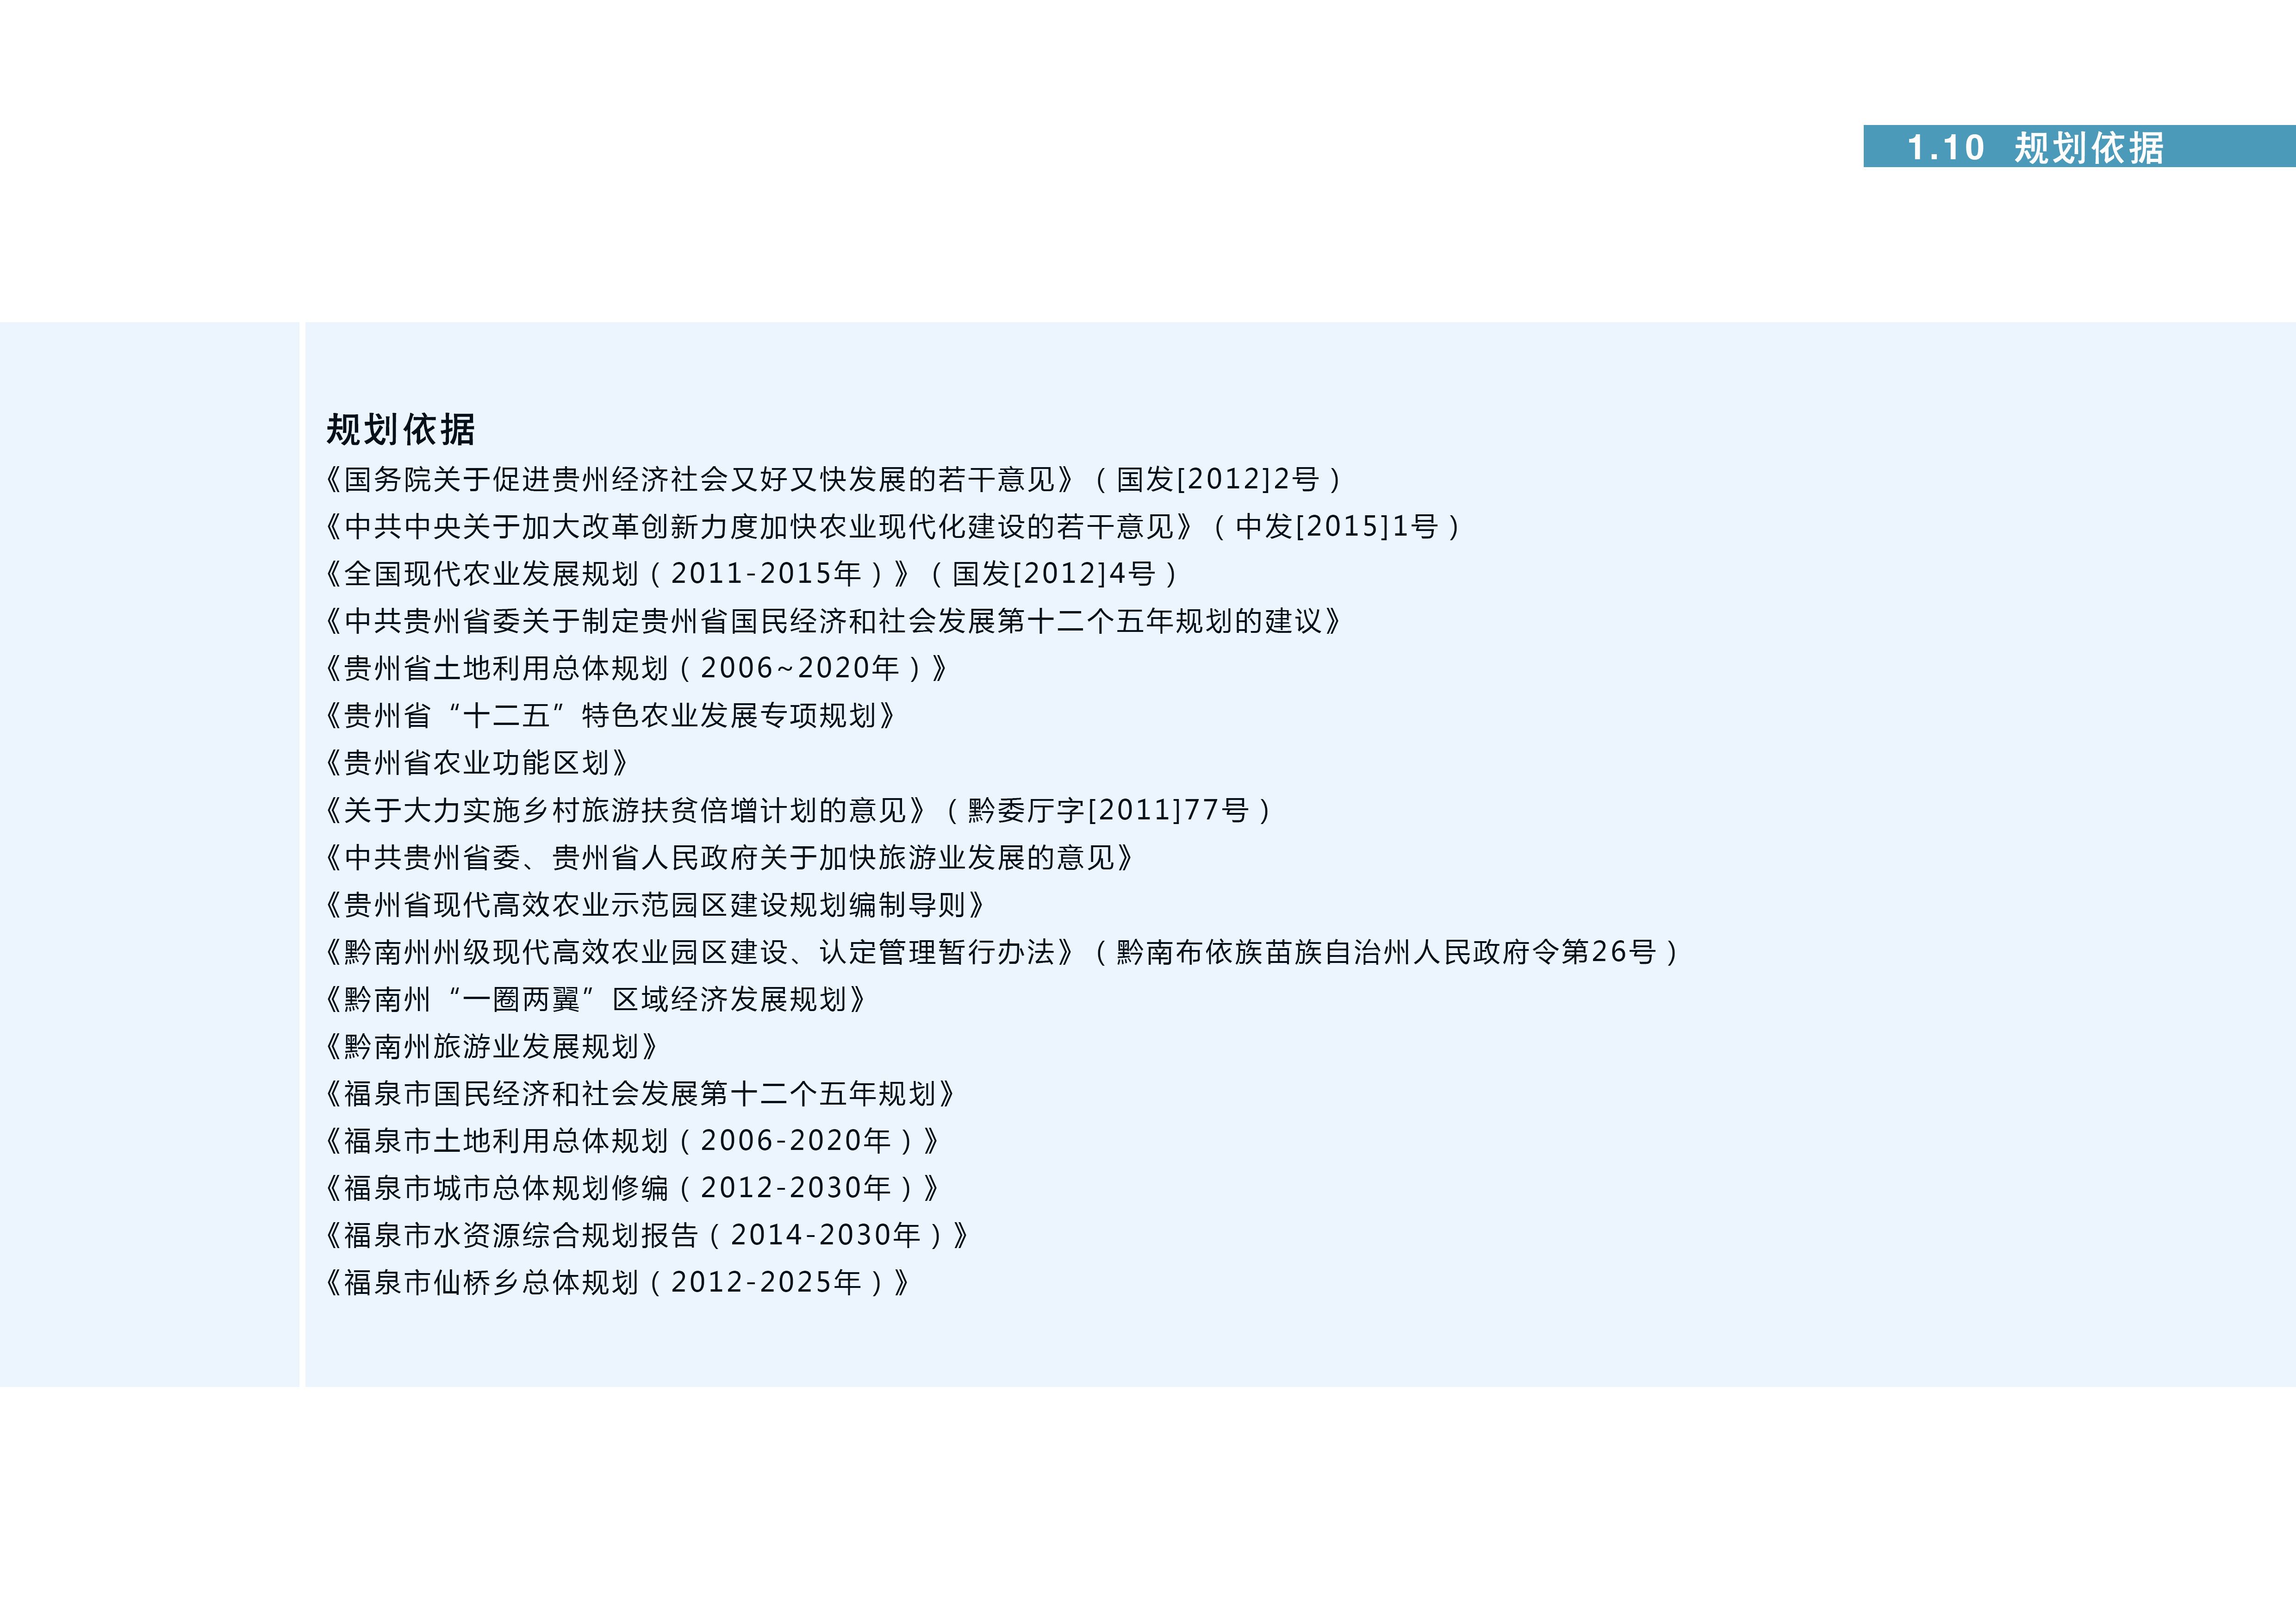 1.10 规划依据
规划依据
《国务院关于促进贵州经济社会又好又快发展的若干意见》（国发[2012]2号）
《中共中央关于加大改革创新力度加快农业现代化建设的若干意见》（中发[2015]1号）
《全国现代农业发展规划（2011-2015年）》（国发[2012]4号）
《中共贵州省委关于制定贵州省国民经济和社会发展第十二个五年规划的建议》
《贵州省土地利用总体规划（2006~2020年）》
《贵州省“十二五”特色农业发展专项规划》
《贵州省农业功能区划》
《关于大力实施乡村旅游扶贫倍增计划的意见》（黔委厅字[2011]77号）
《中共贵州省委、贵州省人民政府关于加快旅游业发展的意见》
《贵州省现代高效农业示范园区建设规划编制导则》
《黔南州州级现代高效农业园区建设、认定管理暂行办法》（黔南布依族苗族自治州人民政府令第26号）
《黔南州“一圈两翼”区域经济发展规划》
《黔南州旅游业发展规划》
《福泉市国民经济和社会发展第十二个五年规划》
《福泉市土地利用总体规划（2006-2020年）》
《福泉市城市总体规划修编（2012-2030年）》
《福泉市水资源综合规划报告（2014-2030年）》
《福泉市仙桥乡总体规划（2012-2025年）》